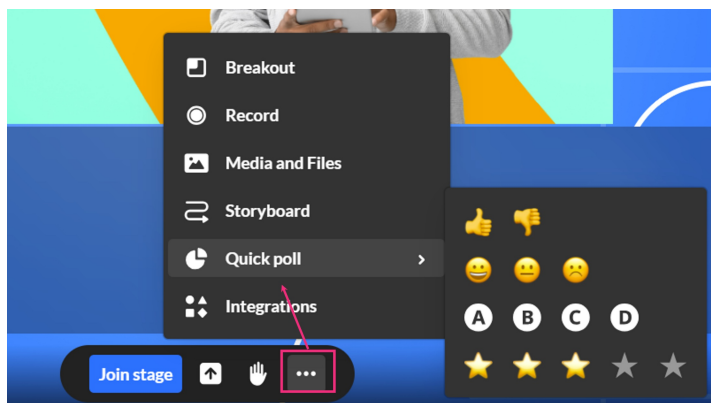 Breakout
Record
Media and Files
Storyboard
Quick poll
Integrations
A B C D
Join stage